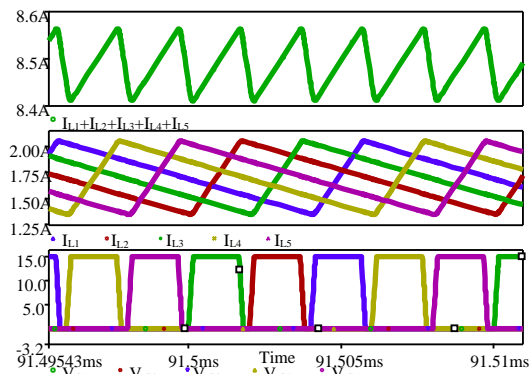 8.6A
8.5A
8.4A
I_L1+I_L2+I_L3+I_L4+I_L5
2.00A
1.75A
1.50A
1.25A
I_L1 I_L2 I_L3 I_L4 I_L5
15.0
10.0
5.0
-3.2
91.49543ms 91.5ms Time 91.505ms 91.51ms